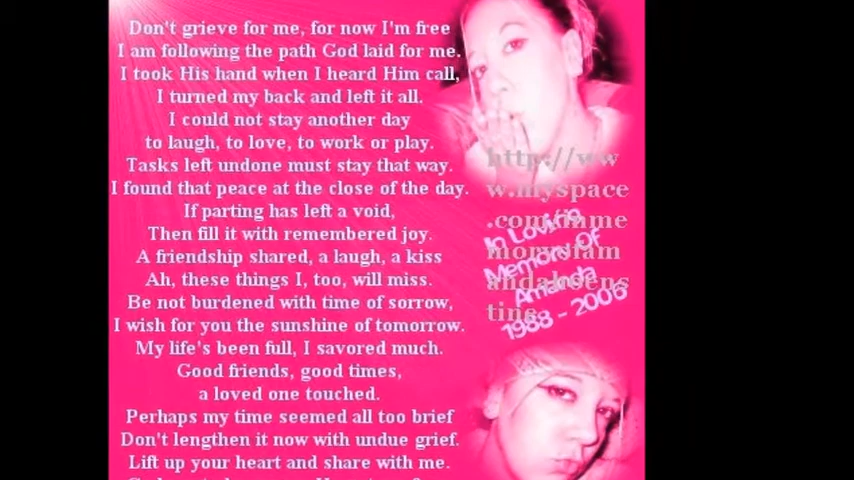 Don't grieve for me, for now I'm free
I am following the path God laid for me.
I took His hand when I heard Him call,
I turned my back and left it all.
I could not stay another day
to laugh, to love, to work or play.
Tasks left undone must stay that way.
I found that peace at the close of the day.
If parting has left a void,
Then fill it with remembered joy.
A friendship shared, a laugh, a kiss
Ah, these things I, too, will miss.
Be not burdened with time of sorrow,
I wish for you the sunshine of tomorrow.
My life's been full, I savored much.
Good friends, good times,
a loved one touched.
Perhaps my time seemed all too brief
Don't lengthen it now with undue grief.
Lift up your heart and share with me.
http://ww
w.myspace
In Loving
Memory Of
Amanda
1988 - 2006